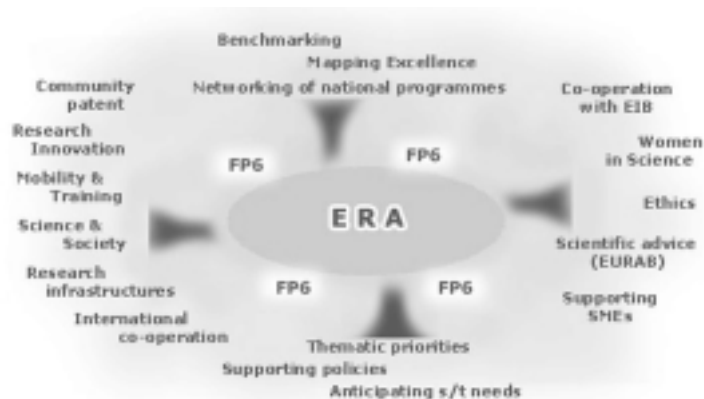 Benchmarking
Mapping Excellence
Networking of national programmes
Community
patent
Co-operation
with EIB
Research
Innovation
Women
in Science
FP6
FP6
Mobility &
Training
Ethics
ERA
Science &
Society
Scientific advice
(EURAB)
Research
infrastructures
FP6
FP6
Supporting
SMEs
International
co-operation
Thematic priorities
Supporting policies
Anticipating s/t needs